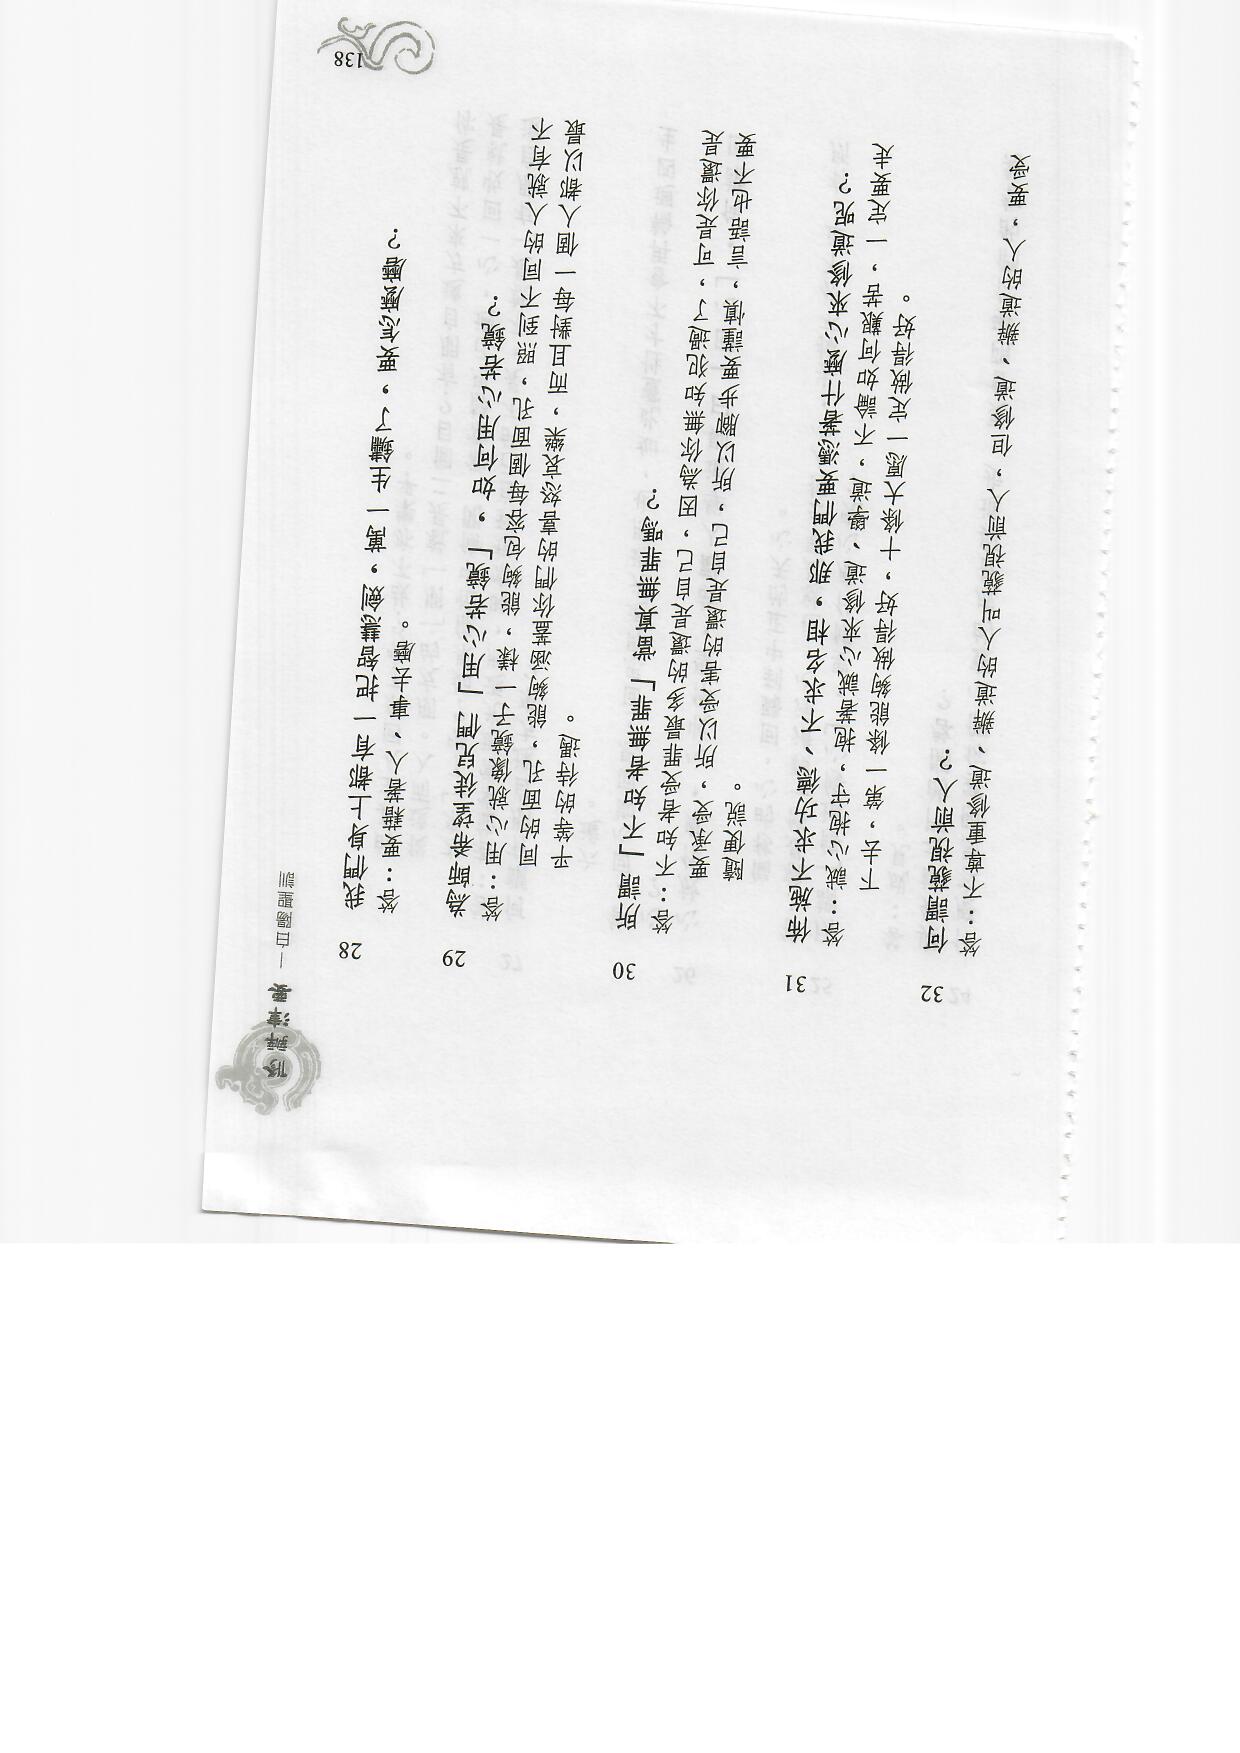 修辦津要
—白陽聖訓
28 我們身上都有一把智慧劍，萬一生鏽了，要怎麼磨？
答：要藉著人、事去磨。
29 為師希望徒兒們「用心若鏡」，如何用心若鏡？
答：用心就像鏡子一樣，能夠包容每個面孔，照到不同的人就有不
同的面孔，能夠涵蓋你們的喜怒哀樂，而且對每一個人都以最
平等的待遇。
30 所謂「不知者無罪」當真無罪嗎？
答：不知者受罪最多的還是自己，因為你無知犯過了，可是你還是
要承受，所以受害的還是自己，所以腳步要謹慎，言語也不要
隨便說。
31 佈施不求功德、不求名相，那我們要憑著什麼心來修道呢？
答：誠心抱守，抱著誠心來修道、學道，不論如何艱苦，一定要走
下去，第一條能夠做得好，十條大愿一定做得好。
32 何謂藐視前人？
答：不尊重修道、辦道的人叫藐視前人，但修道、辦道的人，要受
138